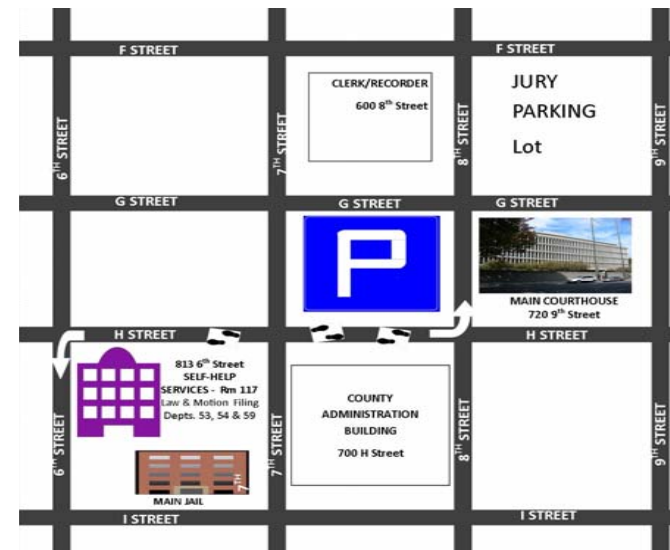 F STREET
F STREET
CLERK/RECORDER
600 8th Street
JURY
PARKING
Lot
6TH STREET
7TH STREET
8TH STREET
9TH STREET
G STREET
G STREET
G STREET
P
MAIN COURTHOUSE
720 9th Street
H STREET
H STREET
813 6th Street
SELF-HELP
SERVICES - Rm 117
Law & Motion Filing
Depts. 53, 54 & 59
COUNTY
ADMINISTRATION
BUILDING
700 H Street
6TH STREET
7TH STREET
8TH STREET
9TH STREET
7TH
MAIN JAIL
I STREET
I STREET